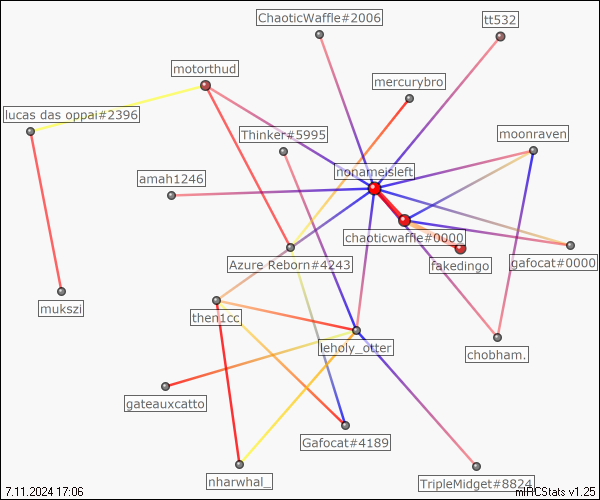 ChaoticWaffle#2006
tt532
motorthud
mercurybro
lucas das oppai#2396
Thinker#5995
moonraven
nonameisleft
amah1246
chaoticwaffle#0000
Azure Reborn#4243
fakedingo
gafocat#0000
mukszi
then1cc
leholy_otter
chobham.
gateauxcatto
Gafocat#4189
nharwhal_
TripleMidget#8824
7.11.2024 17:06
mIRCStats v1.25